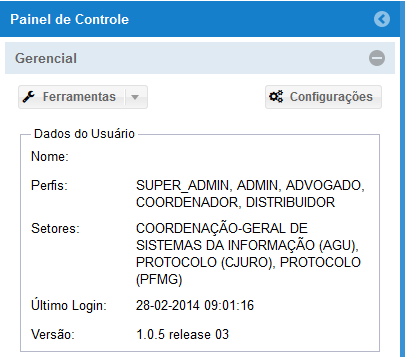 Painel de Controle
Gerencial
Ferramentas
Configurações
Dados do Usuário
Nome:
Perfis: SUPER_ADMIN, ADMIN, ADVOGADO,
COORDENADOR, DISTRIBUIDOR
Setores: COORDENAÇÃO-GERAL DE
SISTEMAS DA INFORMAÇÃO (AGU),
PROTOCOLO (CJURO), PROTOCOLO
(PFMG)
Último Login: 28-02-2014 09:01:16
Versão: 1.0.5 release 03